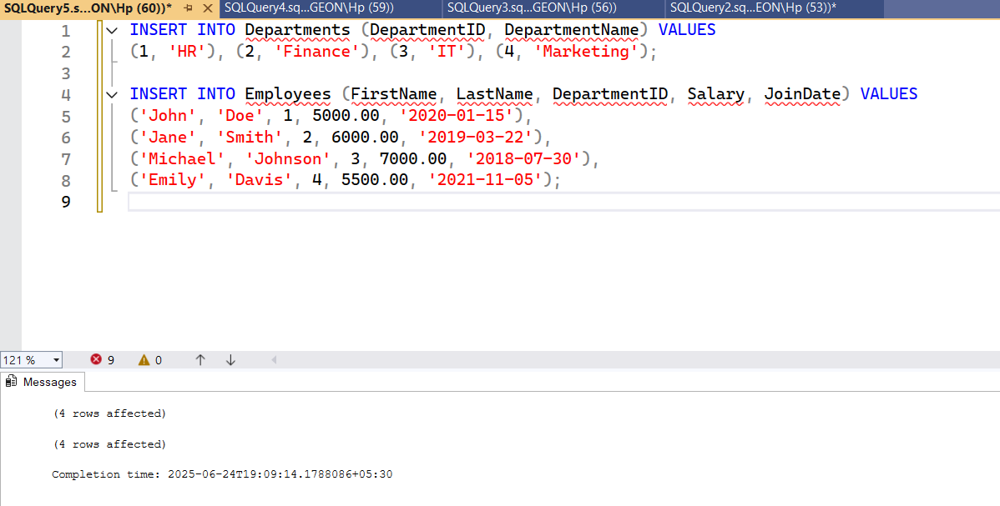 SQLQuery5.s...ON\Hp (60))* SQLQuery4.sq...GEON\Hp (59)) SQLQuery3.sq...GEON\Hp (56)) SQLQuery2.sq...EON\Hp (53))*
1 INSERT INTO Departments (DepartmentID, DepartmentName) VALUES
2 (1, 'HR'), (2, 'Finance'), (3, 'IT'), (4, 'Marketing');
3
4 INSERT INTO Employees (FirstName, LastName, DepartmentID, Salary, JoinDate) VALUES
5 ('John', 'Doe', 1, 5000.00, '2020-01-15'),
6 ('Jane', 'Smith', 2, 6000.00, '2019-03-22'),
7 ('Michael', 'Johnson', 3, 7000.00, '2018-07-30'),
8 ('Emily', 'Davis', 4, 5500.00, '2021-11-05');
9
121 % 9 0
Messages
(4 rows affected)
(4 rows affected)
Completion time: 2025-06-24T19:09:14.1788086+05:30